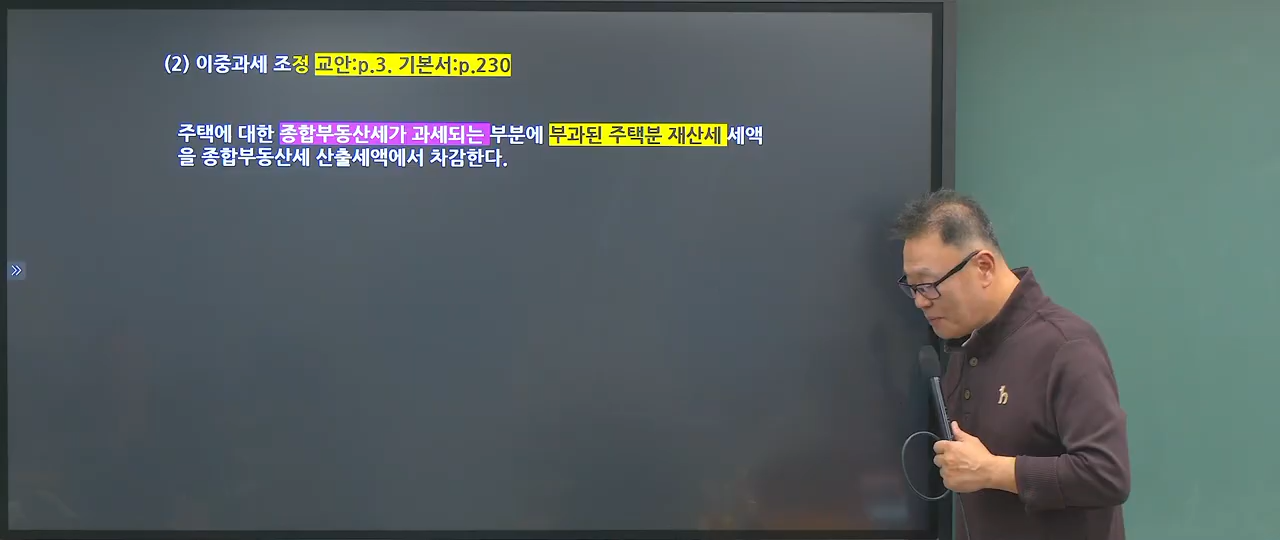 (2) 이중과세 조정 교안:p.3. 기본서:p.230
주택에 대한 종합부동산세가 과세되는 부분에 부과된 주택분 재산세 세액
을 종합부동산세 산출세액에서 차감한다.